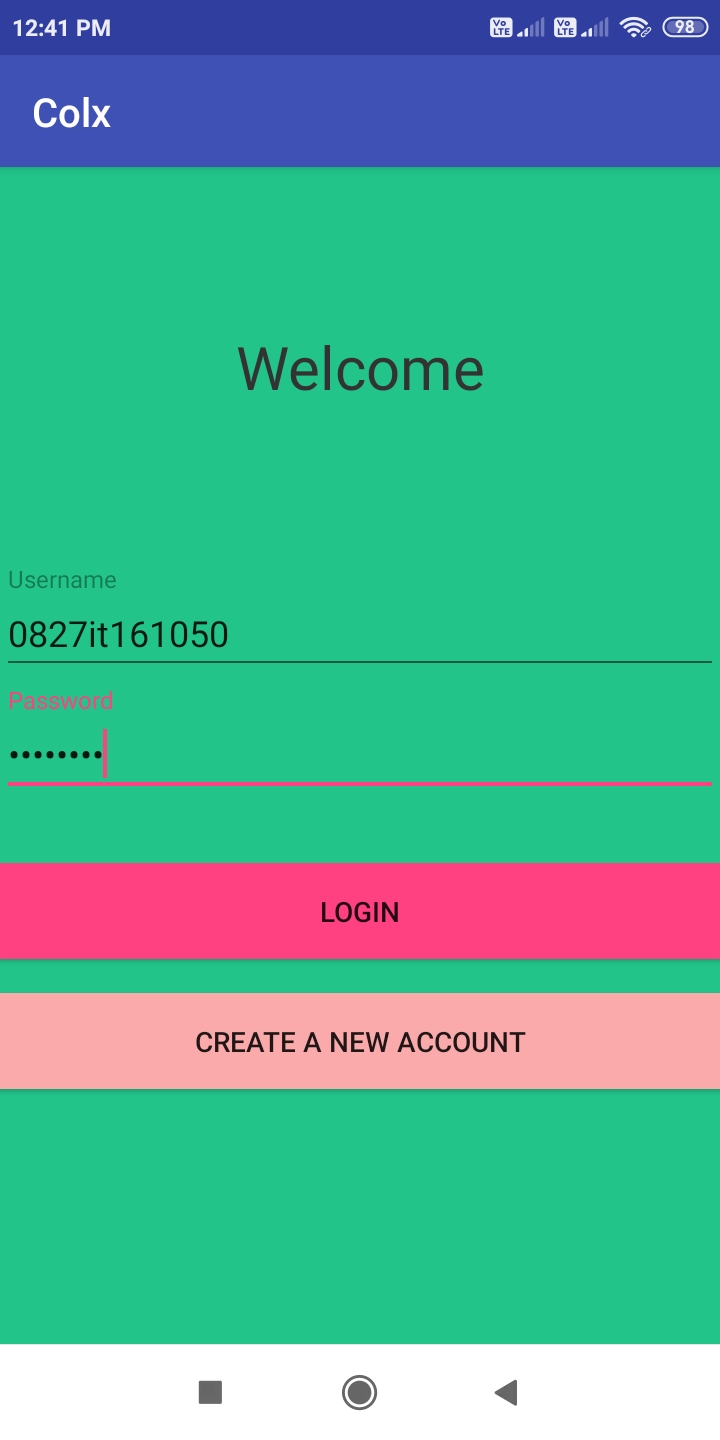 12:41 PM
Vo LTE Vo LTE 98
Colx
Welcome
Username
0827it161050
Password
••••••••
LOGIN
CREATE A NEW ACCOUNT